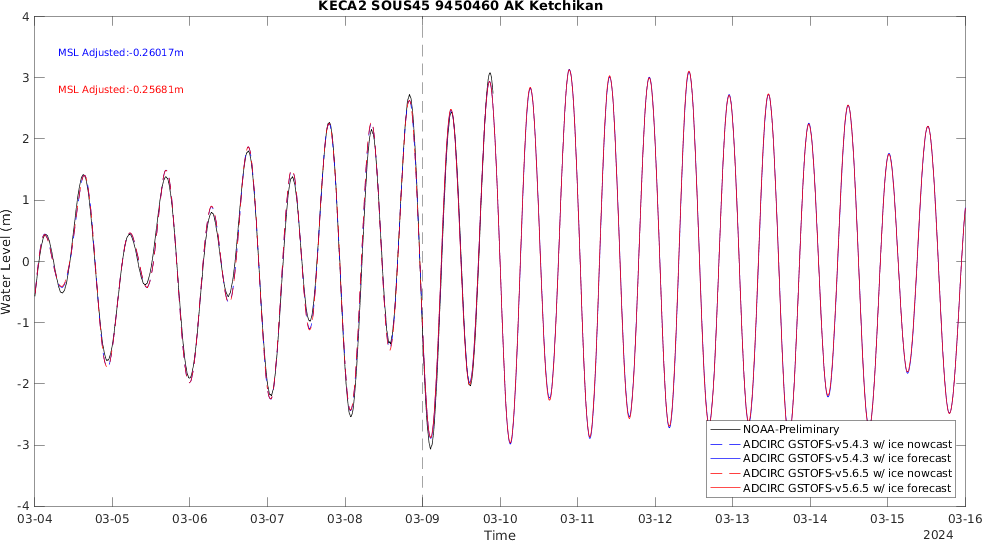 KECA2 SOUS45 9450460 AK Ketchikan
MSL Adjusted:-0.26017m
MSL Adjusted:-0.25681m
Water Level (m)
4
3
2
1
0
-1
-2
-3
-4
NOAA-Preliminary
ADCIRC GSTOFS-v5.4.3 w/ ice nowcast
ADCIRC GSTOFS-v5.4.3 w/ ice forecast
ADCIRC GSTOFS-v5.6.5 w/ ice nowcast
ADCIRC GSTOFS-v5.6.5 w/ ice forecast
03-04 03-05 03-06 03-07 03-08 03-09 03-10 03-11 03-12 03-13 03-14 03-15 03-16
Time
2024